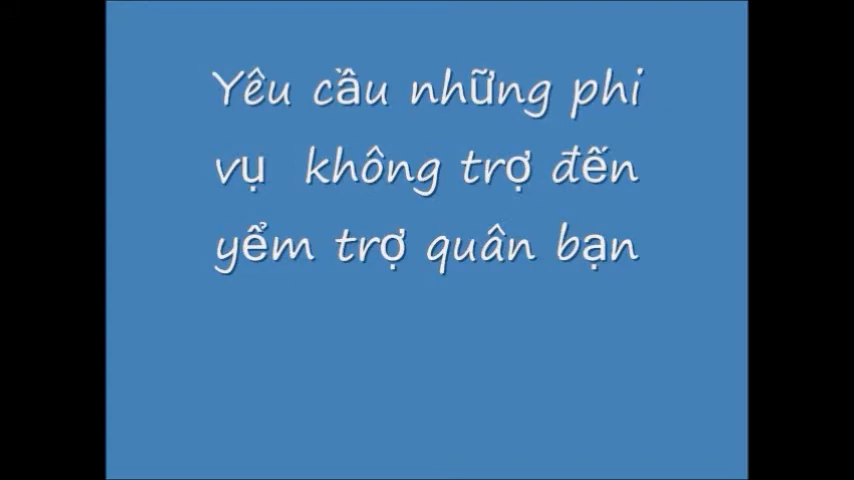 Yêu cầu những phi
vụ không trợ đến
yểm trợ quân bạn